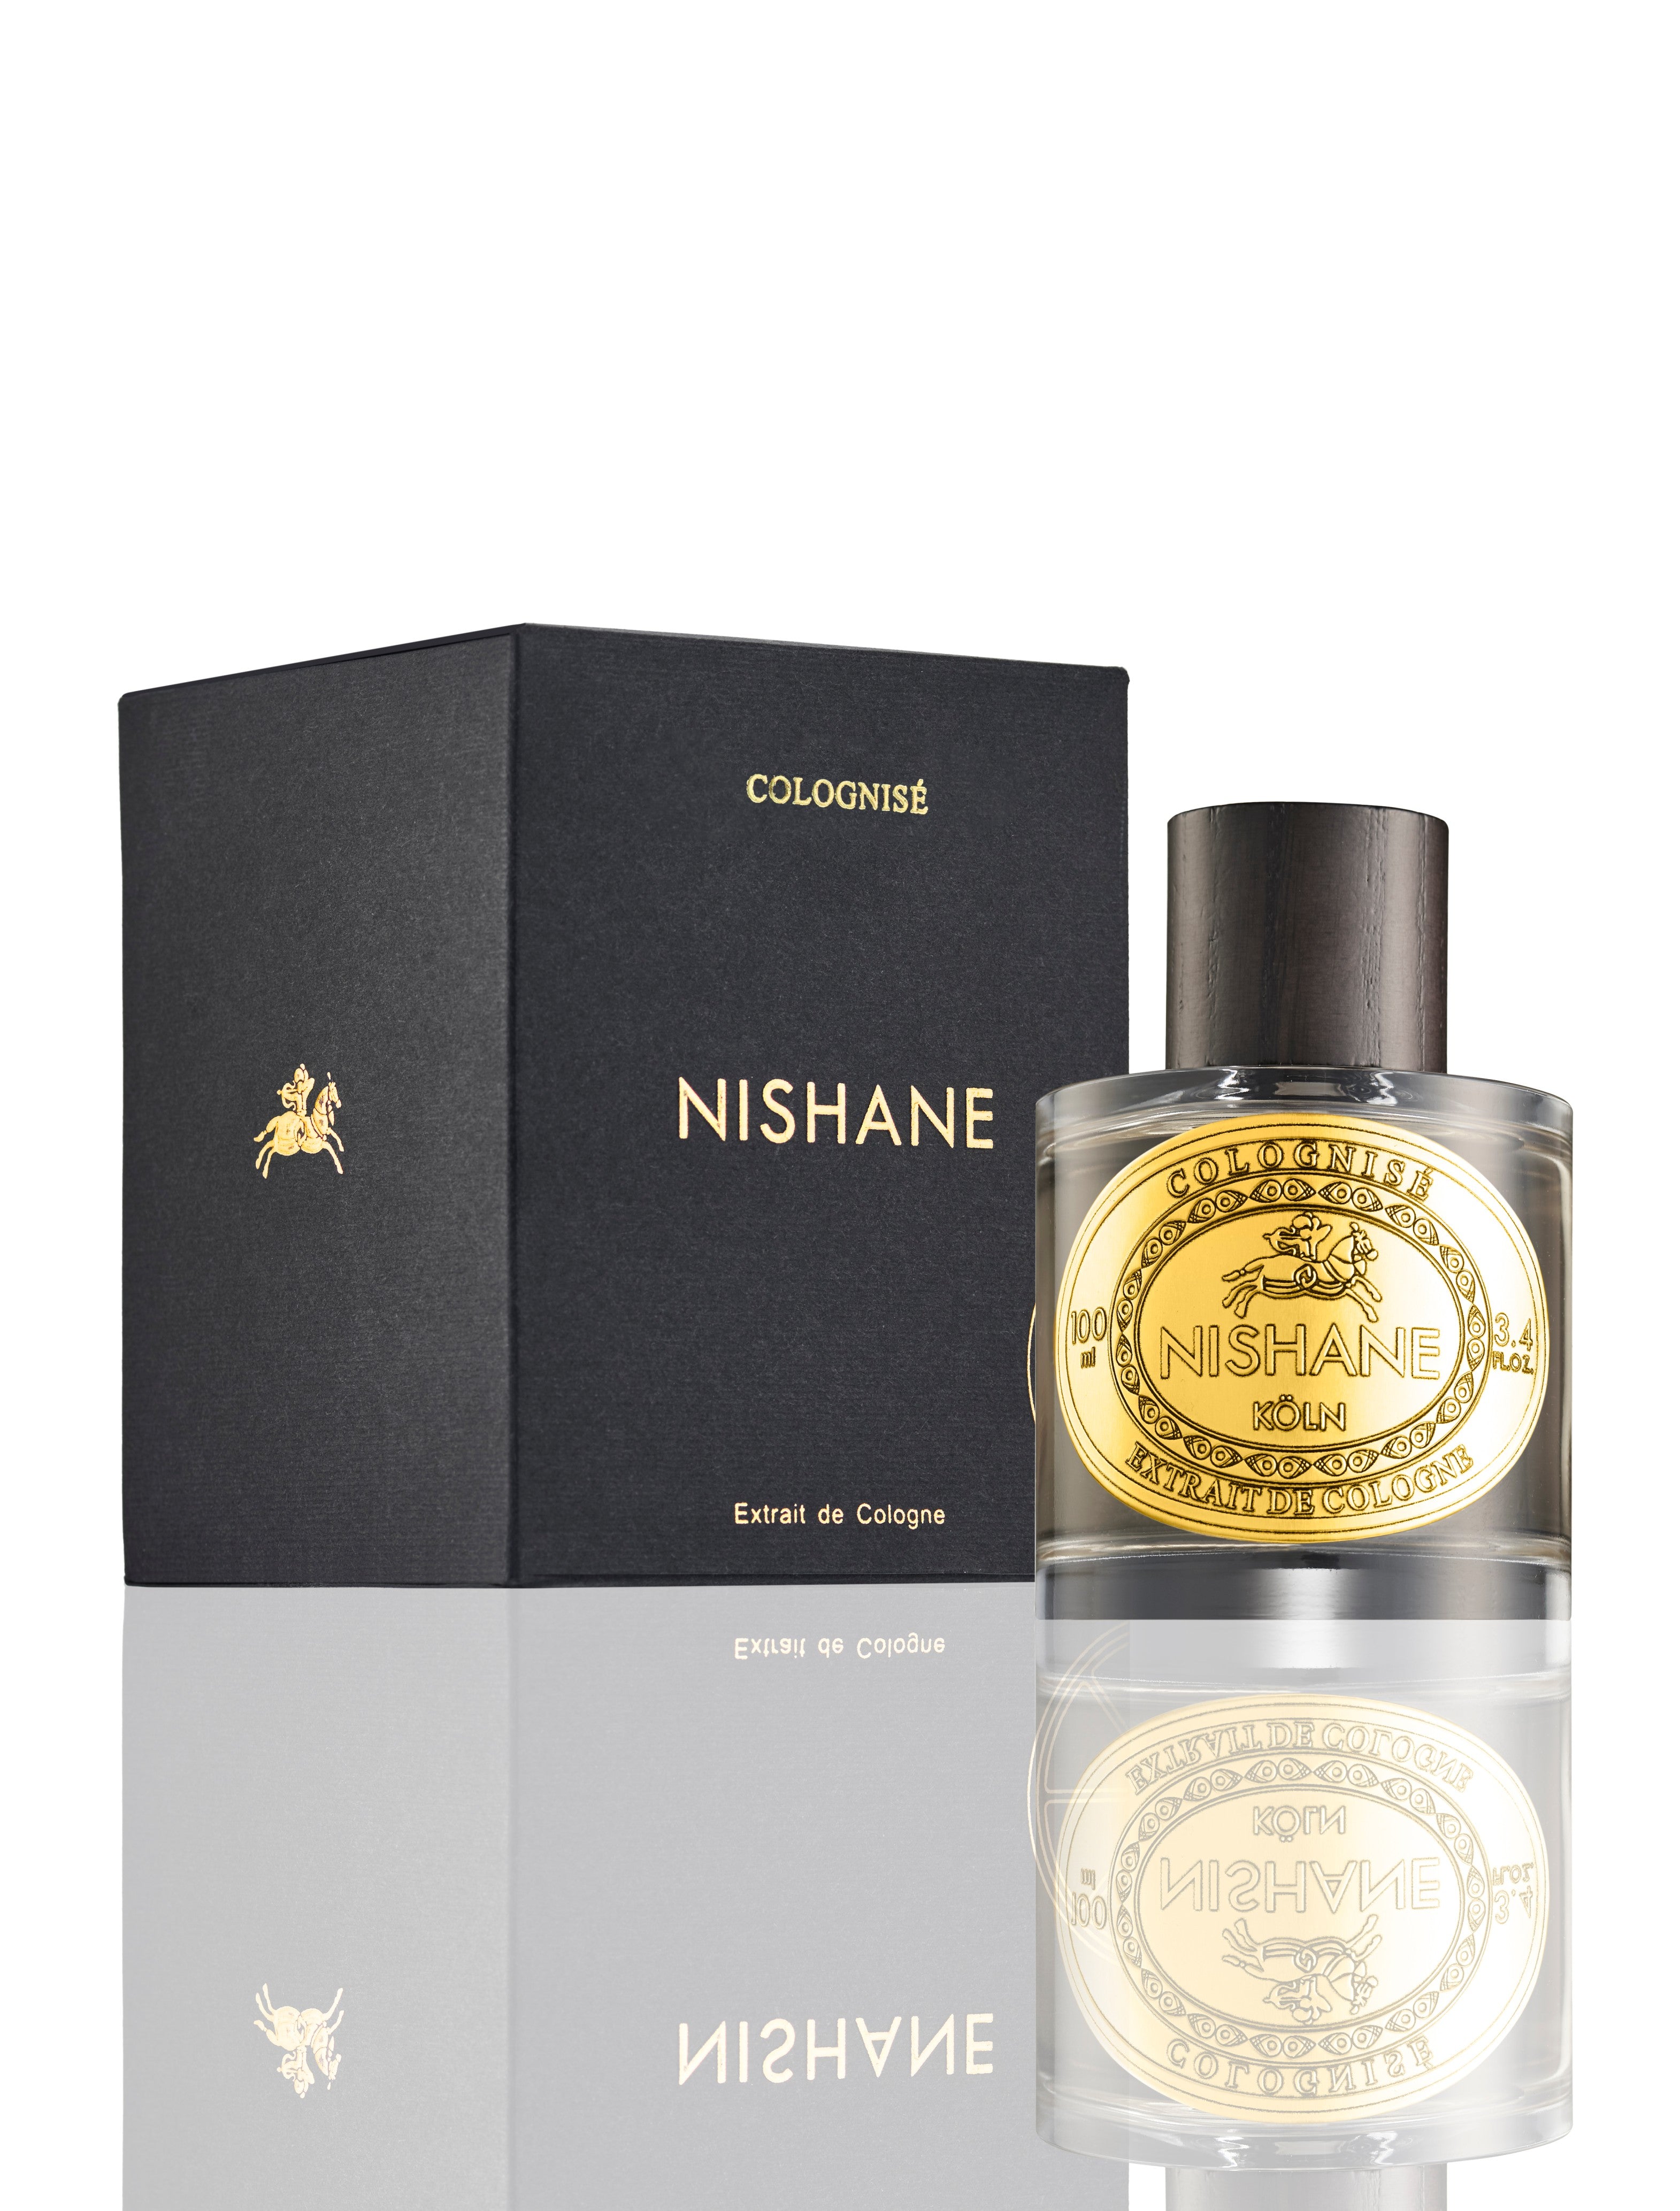 COLOGNISÉ
NISHANE
Extrait de Cologne
COLOGNISÉ
100
ml
NISHANE
KÖLN
3.4
FL.OZ.
EXTRAIT DE COLOGNE